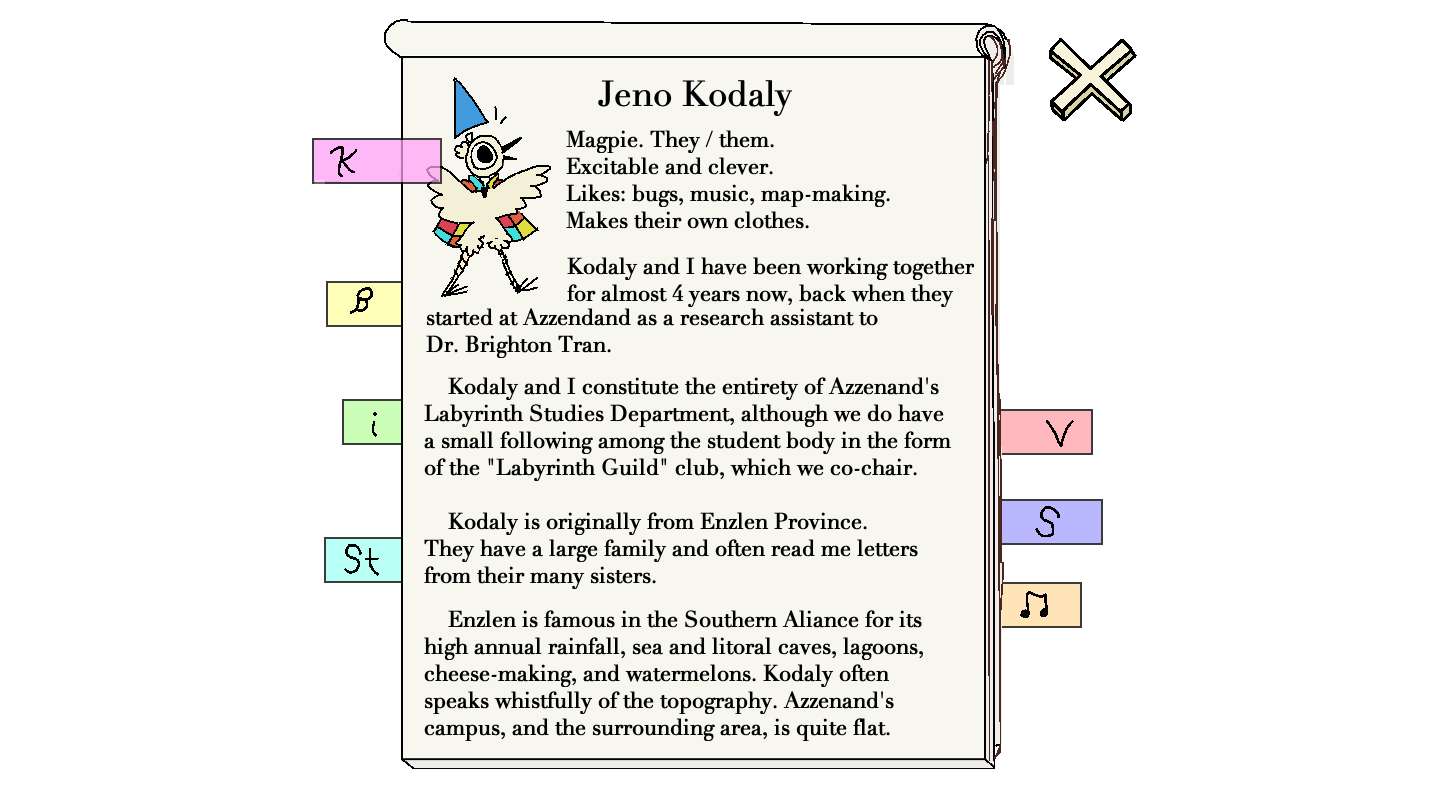 Jeno Kodaly
Magpie. They / them.
Excitable and clever.
Likes: bugs, music, map-making.
Makes their own clothes.
Kodaly and I have been working together
for almost 4 years now, back when they
started at Azzendand as a research assistant to
Dr. Brighton Tran.
Kodaly and I constitute the entirety of Azzenand's
Labyrinth Studies Department, although we do have
a small following among the student body in the form
of the "Labyrinth Guild" club, which we co-chair.
Kodaly is originally from Enzlen Province.
They have a large family and often read me letters
from their many sisters.
Enzlen is famous in the Southern Aliance for its
high annual rainfall, sea and litoral caves, lagoons,
cheese-making, and watermelons. Kodaly often
speaks whistfully of the topography. Azzenand's
campus, and the surrounding area, is quite flat.
K
B
i
St
V
S